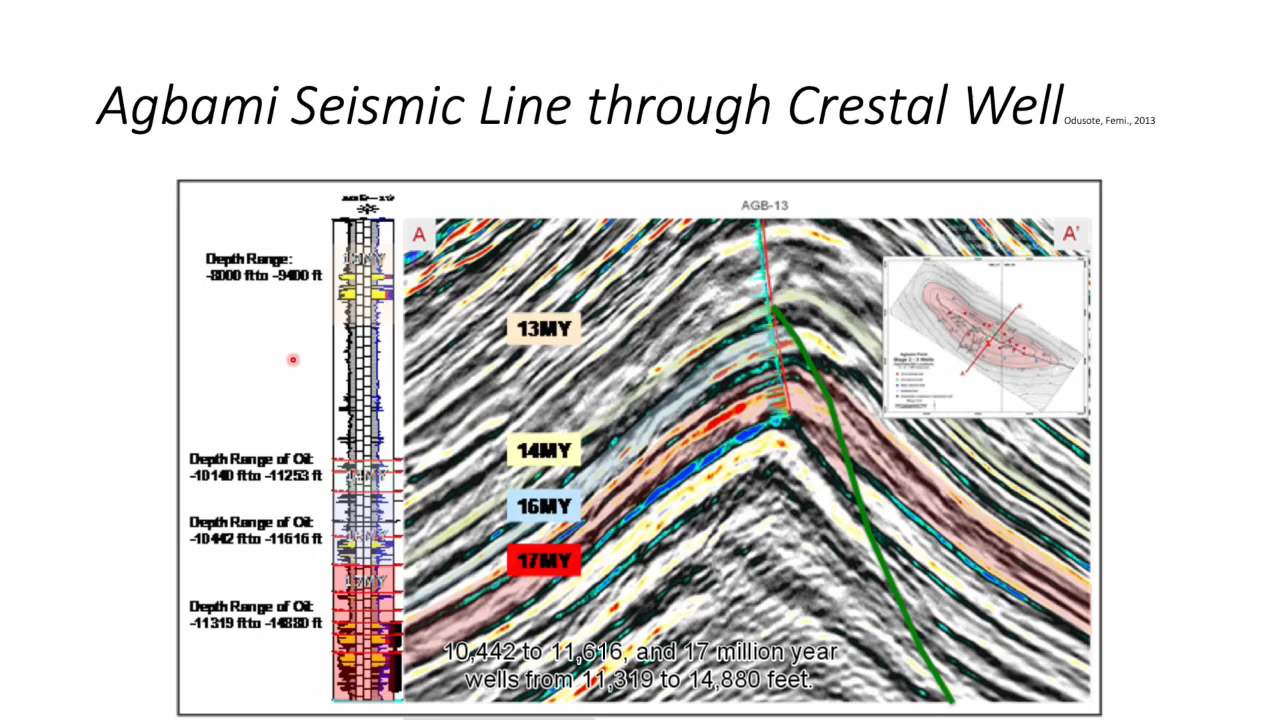 Agbami Seismic Line through Crestal Well Odusote, Femi., 2013
AGB-13
A
A'
Depth Range:
-8000 ft to -9400 ft
13MY
Depth Range of Oil:
-10140 ft to -11253 ft
14MY
Depth Range of Oil:
-10442 ft to -11616 ft
16MY
17MY
17MY
Depth Range of Oil:
-11319 ft to -14880 ft
10,442 to 11,616, and 17 million year
wells from 11,319 to 14,880 feet.